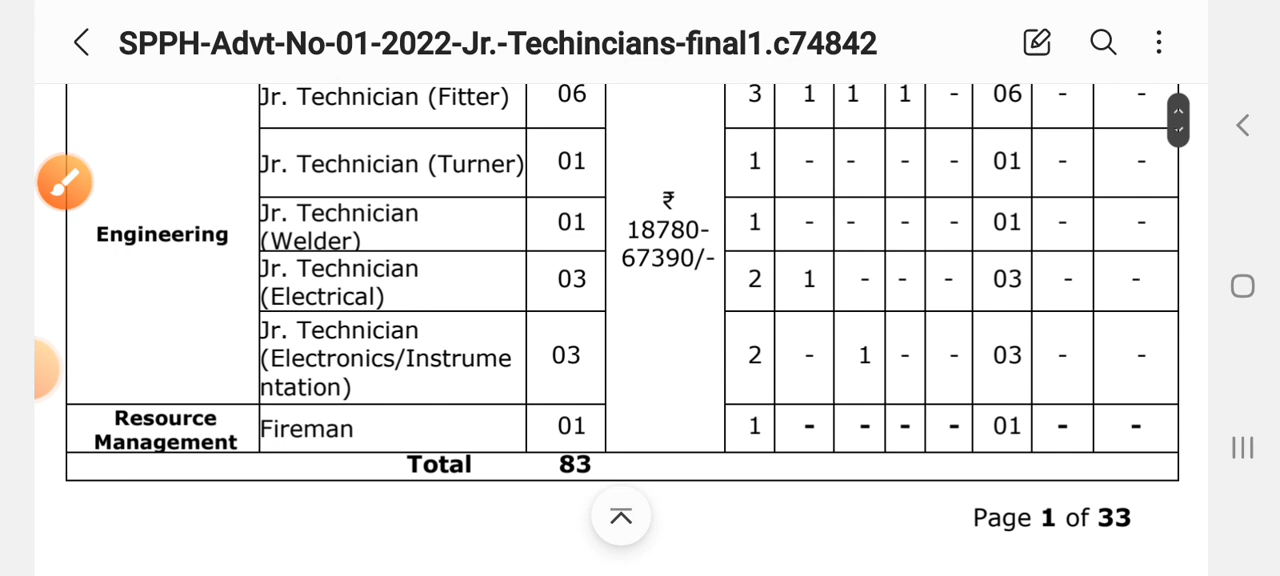 SPPH-Advt-No-01-2022-Jr.-Techincians-final1.c74842
Jr. Technician (Fitter) 06 3 1 1 1 - 06 - -
Jr. Technician (Turner) 01 1 - - - - 01 - -
Engineering
Jr. Technician
(Welder) 01 1 - - - - 01 - -
₹
18780-
67390/-
Jr. Technician
(Electrical) 03 2 1 - - - 03 - -
Jr. Technician
(Electronics/Instrume
ntation) 03 2 - 1 - - 03 - -
Resource
Management
Fireman 01 1 - - - - 01 - -
Total 83
Page 1 of 33